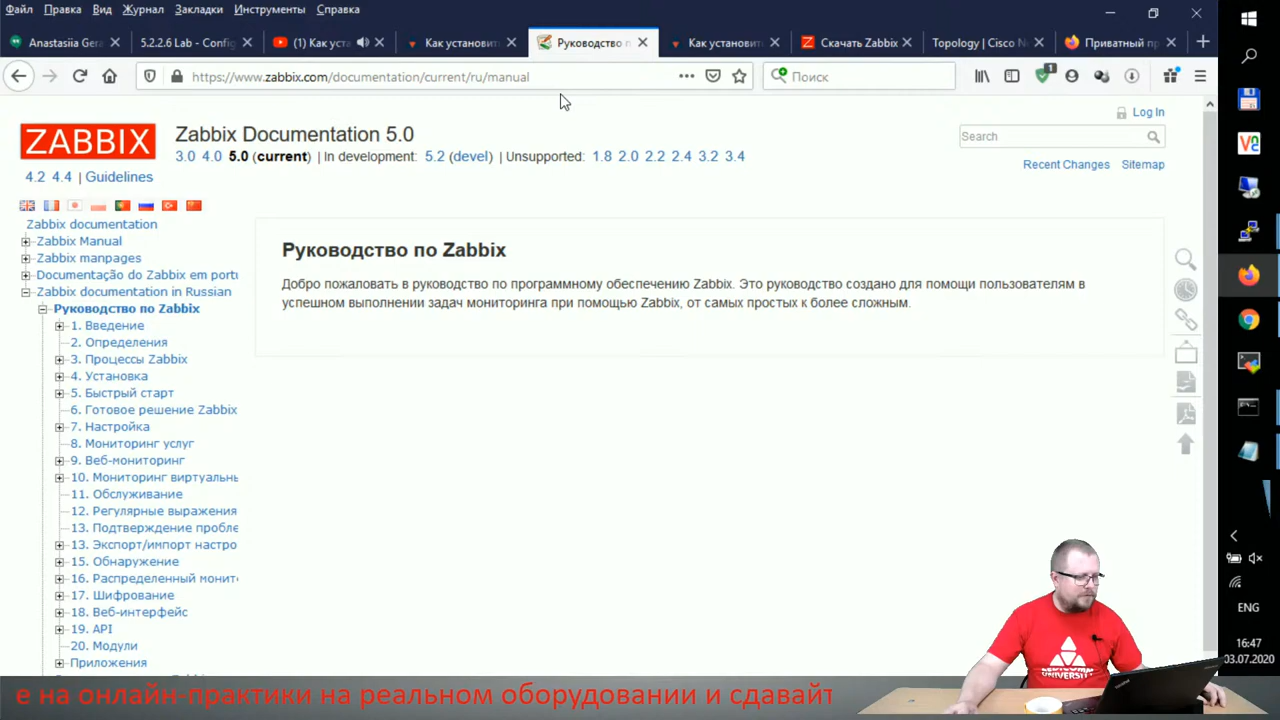 Файл Правка Вид Журнал Закладки Инструменты Справка
Anastasiia Gera 5.2.2.6 Lab - Config (1) Как уста Как установит Руководство п Как установит Скачать Zabbix Topology | Cisco Ne Приватный пр
https://www.zabbix.com/documentation/current/ru/manual
Поиск
1
ZABBIX
Zabbix Documentation 5.0
3.0 4.0 5.0 (current) | In development: 5.2 (devel) | Unsupported: 1.8 2.0 2.2 2.4 3.2 3.4
4.2 4.4 | Guidelines
Log In
Search
Recent Changes Sitemap
Zabbix documentation
Zabbix Manual
Zabbix manpages
Documentação do Zabbix em portu
Zabbix documentation in Russian
Руководство по Zabbix
1. Введение
2. Определения
3. Процессы Zabbix
4. Установка
5. Быстрый старт
6. Готовое решение Zabbix
7. Настройка
8. Мониторинг услуг
9. Веб-мониторинг
10. Мониторинг виртуальн
11. Обслуживание
12. Регулярные выражения
13. Подтверждение пробле
13. Экспорт/импорт настро
15. Обнаружение
16. Распределенный монит
17. Шифрование
18. Веб-интерфейс
19. API
20. Модули
Приложения
Руководство по Zabbix
Добро пожаловать в руководство по программному обеспечению Zabbix. Это руководство создано для помощи пользователям в
успешном выполнении задач мониторинга при помощи Zabbix, от самых простых к более сложным.
ENG
16:47
03.07.2020
UNIVERSITY
е на онлайн-практики на реальном оборудовании и сдавайт